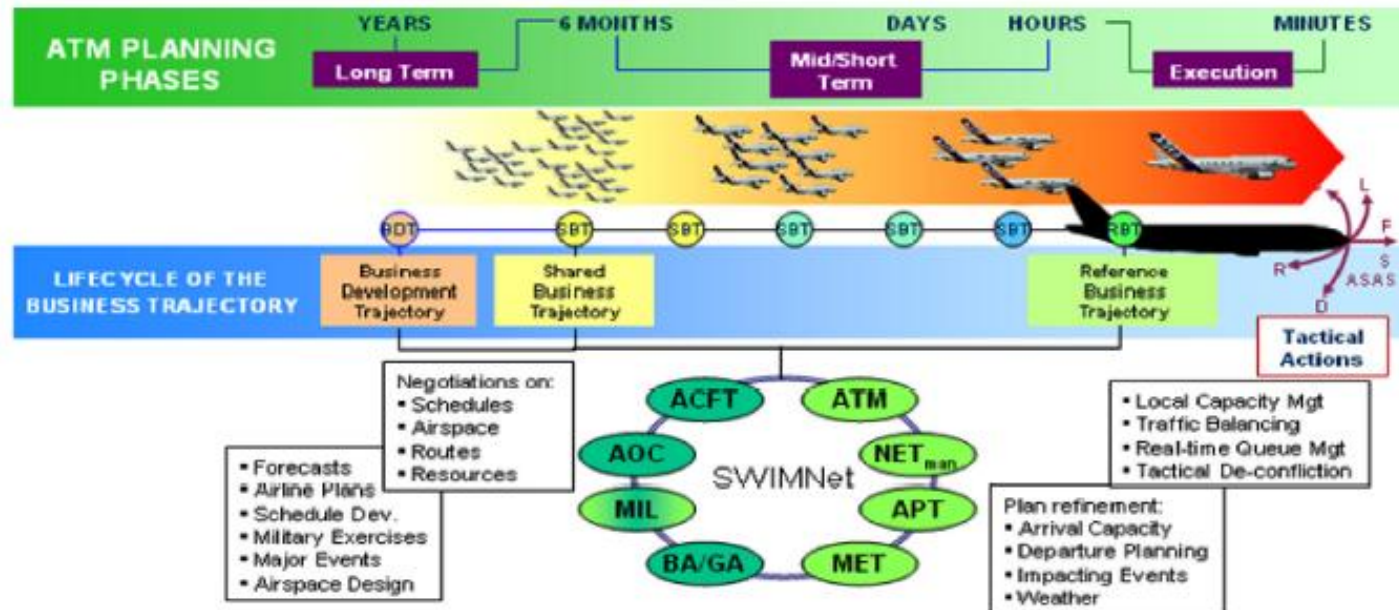 YEARS 6 MONTHS DAYS HOURS MINUTES
ATM PLANNING
PHASES
Long Term
Mid/Short
Term
Execution
BDT SBT SBT SBT SBT SBT RBT
L
F
S
ASAS
R
D
LIFECYCLE OF THE
BUSINESS TRAJECTORY
Business
Development
Trajectory
Shared
Business
Trajectory
Reference
Business
Trajectory
Tactical
Actions
Negotiations on:
▪ Schedules
▪ Airspace
▪ Routes
▪ Resources
▪ Forecasts
▪ Airline Plans
▪ Schedule Dev.
▪ Military Exercises
▪ Major Events
▪ Airspace Design
ACFT
ATM
AOC
NETman
SWIMNet
MIL
APT
BA/GA
MET
▪ Local Capacity Mgt
▪ Traffic Balancing
▪ Real-time Queue Mgt
▪ Tactical De-confliction
Plan refinement:
▪ Arrival Capacity
▪ Departure Planning
▪ Impacting Events
▪ Weather